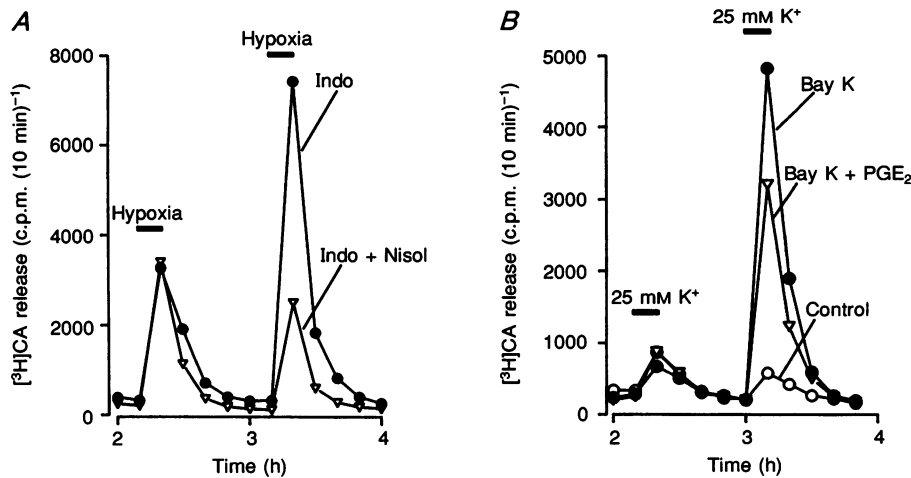 A
[³H]CA release (c.p.m. (10 min)⁻¹)
8000
6000
4000
2000
0
Hypoxia
Hypoxia
Indo
Indo + Nisol
2
3
4
Time (h)
B
[³H]CA release (c.p.m. (10 min)⁻¹)
5000
4000
3000
2000
1000
0
25 mM K⁺
25 mM K⁺
Bay K
Bay K + PGE₂
Control
2
3
4
Time (h)